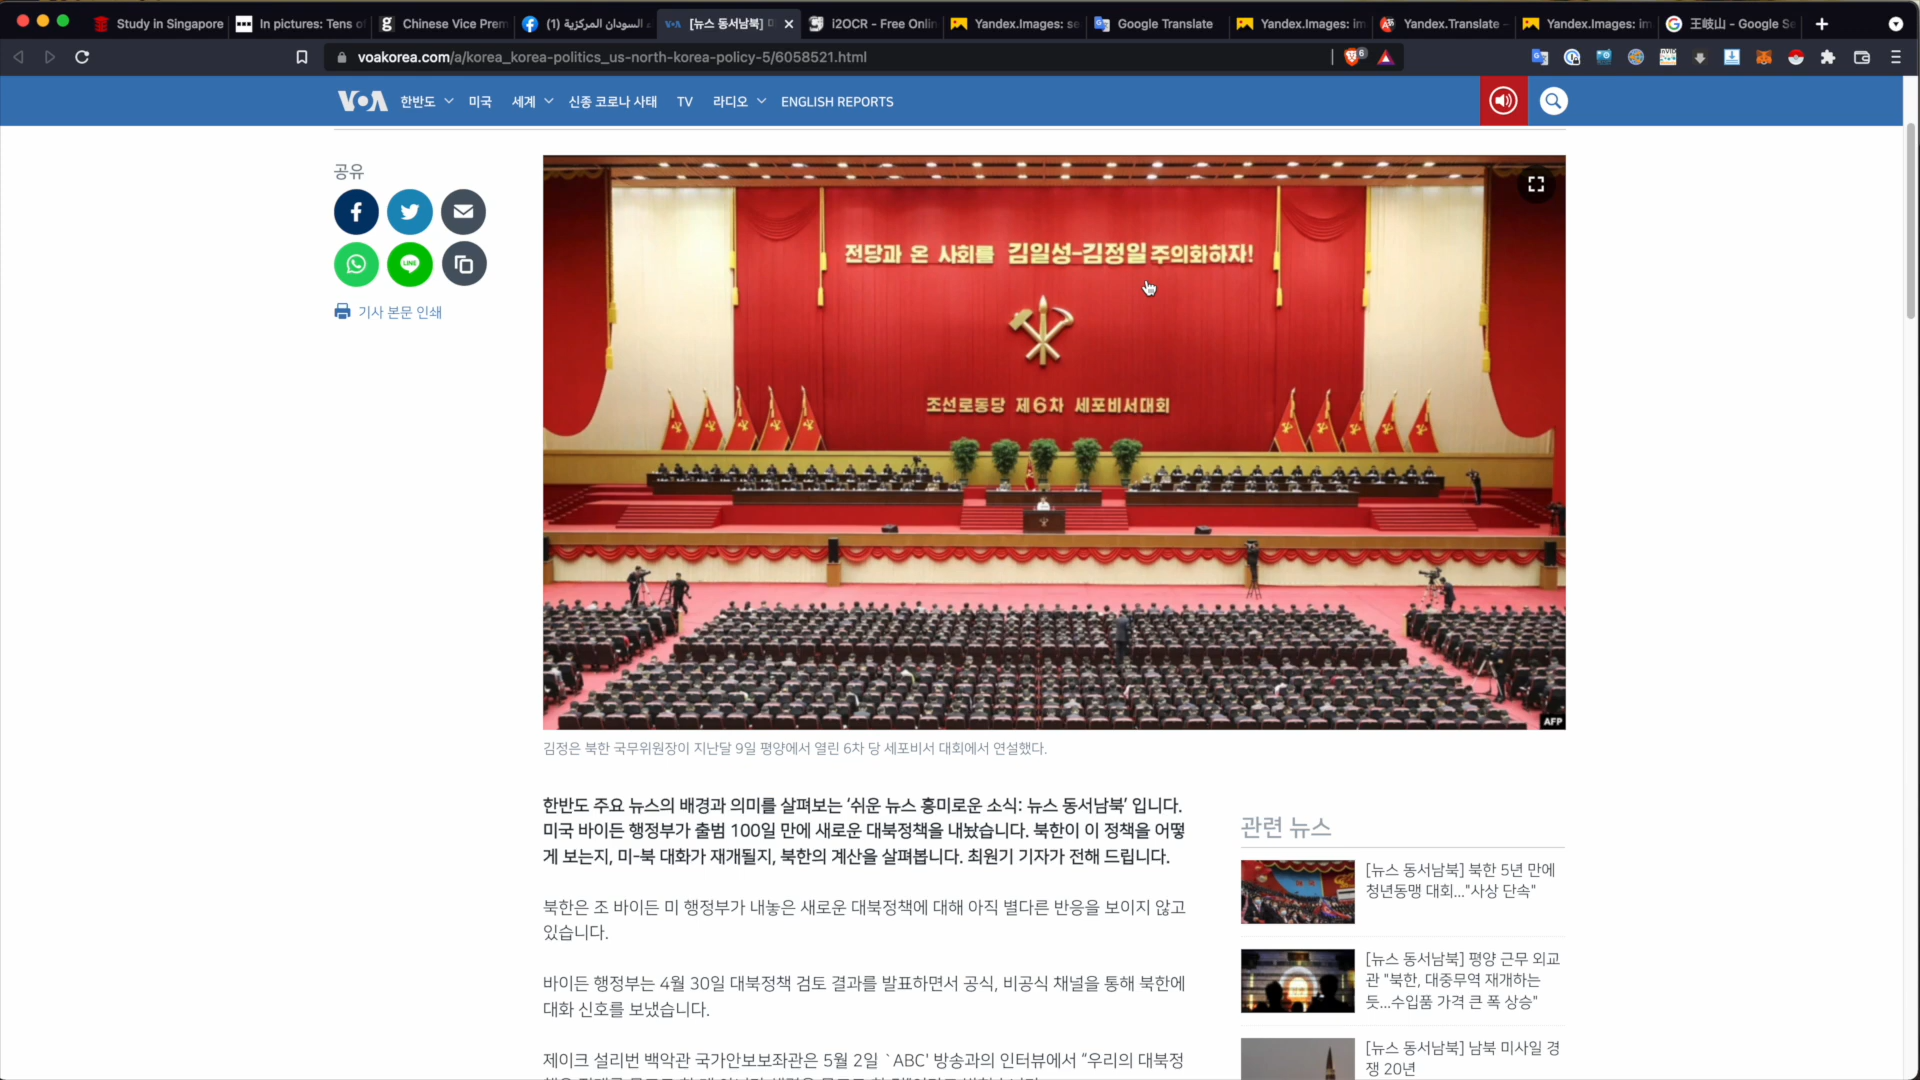 Study in Singapore
In pictures: Tens of
Chinese Vice Prem
(1) السودان المركزية
[뉴스 동서남북]
i2OCR - Free Onlin
Yandex.Images: se
Google Translate
Yandex.Images: im
Yandex.Translate -
Yandex.Images: im
王岐山 - Google Se
voakorea.com/a/korea_korea-politics_us-north-korea-policy-5/6058521.html
6
VOA
한반도
미국
세계
신종 코로나 사태
TV
라디오
ENGLISH REPORTS
공유
LINE
기사 본문 인쇄
전당과 온 사회를 김일성-김정일주의화하자!
조선로동당 제6차 세포비서대회
AFP
김정은 북한 국무위원장이 지난달 9일 평양에서 열린 6차 당 세포비서 대회에서 연설했다.
한반도 주요 뉴스의 배경과 의미를 살펴보는 ‘쉬운 뉴스 흥미로운 소식: 뉴스 동서남북’ 입니다.
미국 바이든 행정부가 출범 100일 만에 새로운 대북정책을 내놨습니다. 북한이 이 정책을 어떻
게 보는지, 미-북 대화가 재개될지, 북한의 계산을 살펴봅니다. 최원기 기자가 전해 드립니다.
북한은 조 바이든 미 행정부가 내놓은 새로운 대북정책에 대해 아직 별다른 반응을 보이지 않고
있습니다.
바이든 행정부는 4월 30일 대북정책 검토 결과를 발표하면서 공식, 비공식 채널을 통해 북한에
대화 신호를 보냈습니다.
제이크 설리번 백악관 국가안보보좌관은 5월 2일 `ABC' 방송과의 인터뷰에서 “우리의 대북정
관련 뉴스
[뉴스 동서남북] 북한 5년 만에
청년동맹 대회..."사상 단속"
[뉴스 동서남북] 평양 근무 외교
관 "북한, 대중무역 재개하는
듯...수입품 가격 큰 폭 상승"
[뉴스 동서남북] 남북 미사일 경
쟁 20년